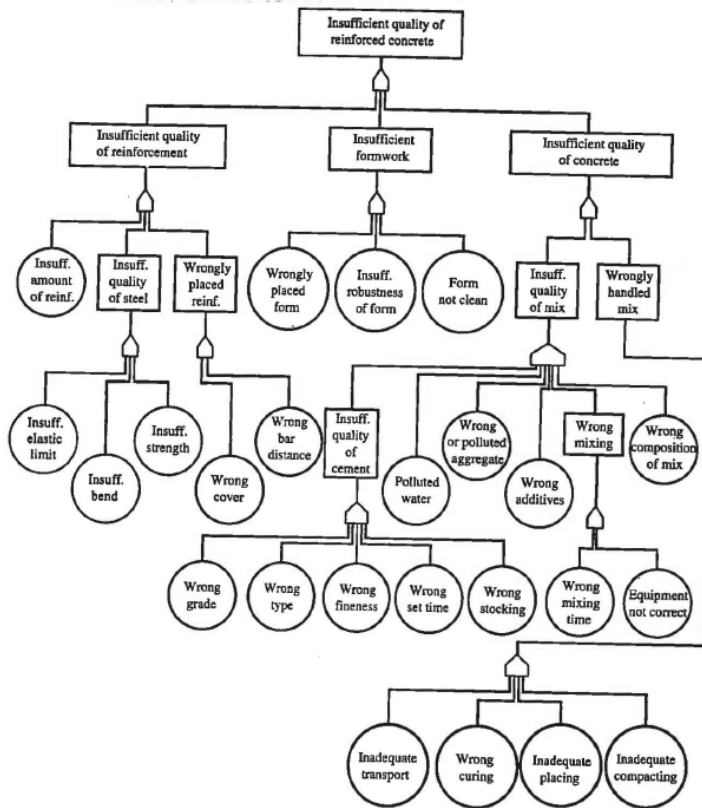 Insufficient quality of
reinforced concrete
Insufficient quality
of reinforcement
Insufficient
formwork
Insufficient quality
of concrete
Insuff.
amount
of reinf.
Insuff.
quality
of steel
Wrongly
placed
reinf.
Wrongly
placed
form
Insuff.
robustness
of form
Form
not clean
Insuff.
quality
of mix
Wrongly
handled
mix
Insuff.
elastic
limit
Insuff.
bend
Insuff.
strength
Wrong
cover
Wrong
bar
distance
Insuff.
quality
of
cement
Polluted
water
Wrong
or polluted
aggregate
Wrong
additives
Wrong
mixing
Wrong
composition
of mix
Wrong
grade
Wrong
type
Wrong
fineness
Wrong
set time
Wrong
stocking
Wrong
mixing
time
Equipment
not correct
Inadequate
transport
Wrong
curing
Inadequate
placing
Inadequate
compacting